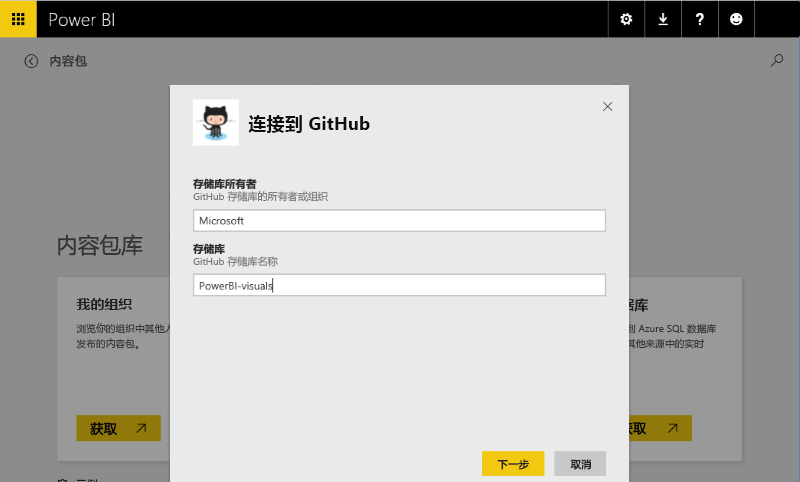 Power BI
?
内容包
连接到 GitHub
存储库所有者
GitHub 存储库的所有者或组织
Microsoft
存储库
GitHub 存储库名称
PowerBI-visuals
内容包库
我的组织
浏览你的组织中其他人
发布的内容包。
获取
据库
到 Azure SQL 数据库
其他来源中的实时
获取
下一步
取消